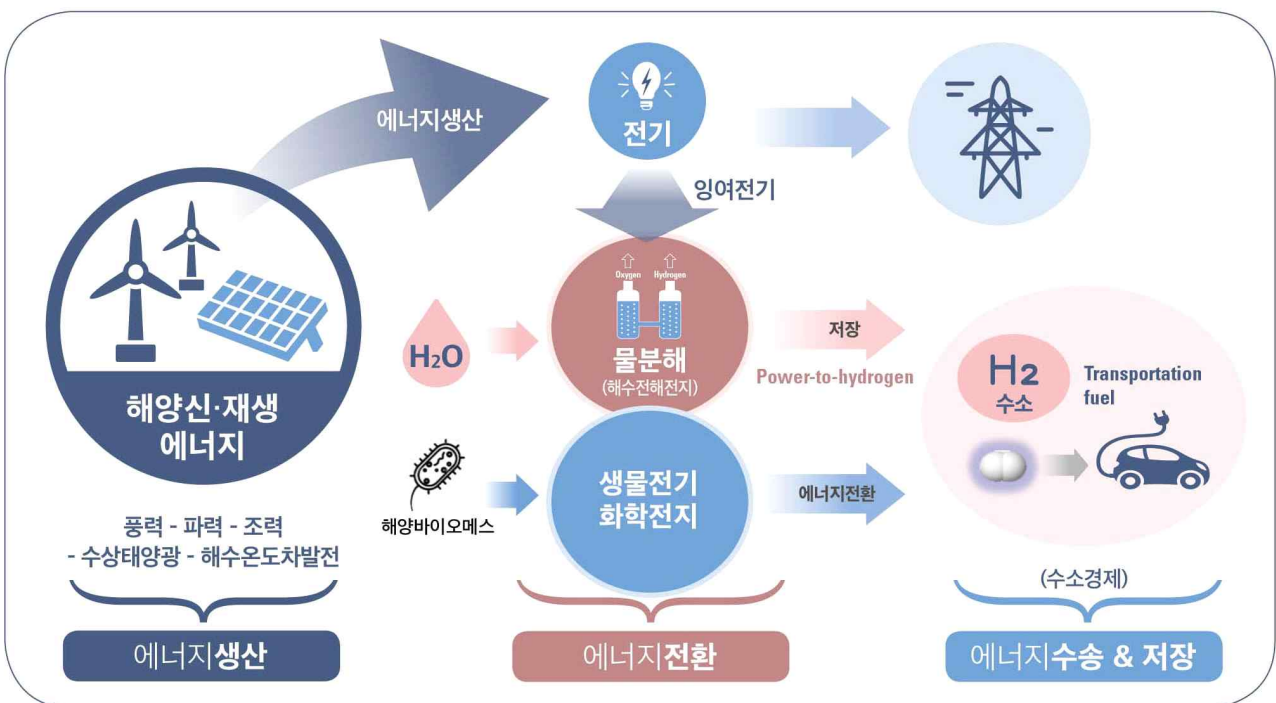 에너지생산
전기
잉여전기
Oxygen
Hydrogen
H₂O
물분해
(해수전해전지)
저장
Power-to-hydrogen
H₂
수소
Transportation
fuel
해양신·재생
에너지
해양바이오메스
생물전기
화학전지
에너지전환
풍력 - 파력 - 조력
- 수상태양광 - 해수온도차발전
(수소경제)
에너지생산
에너지전환
에너지수송 & 저장